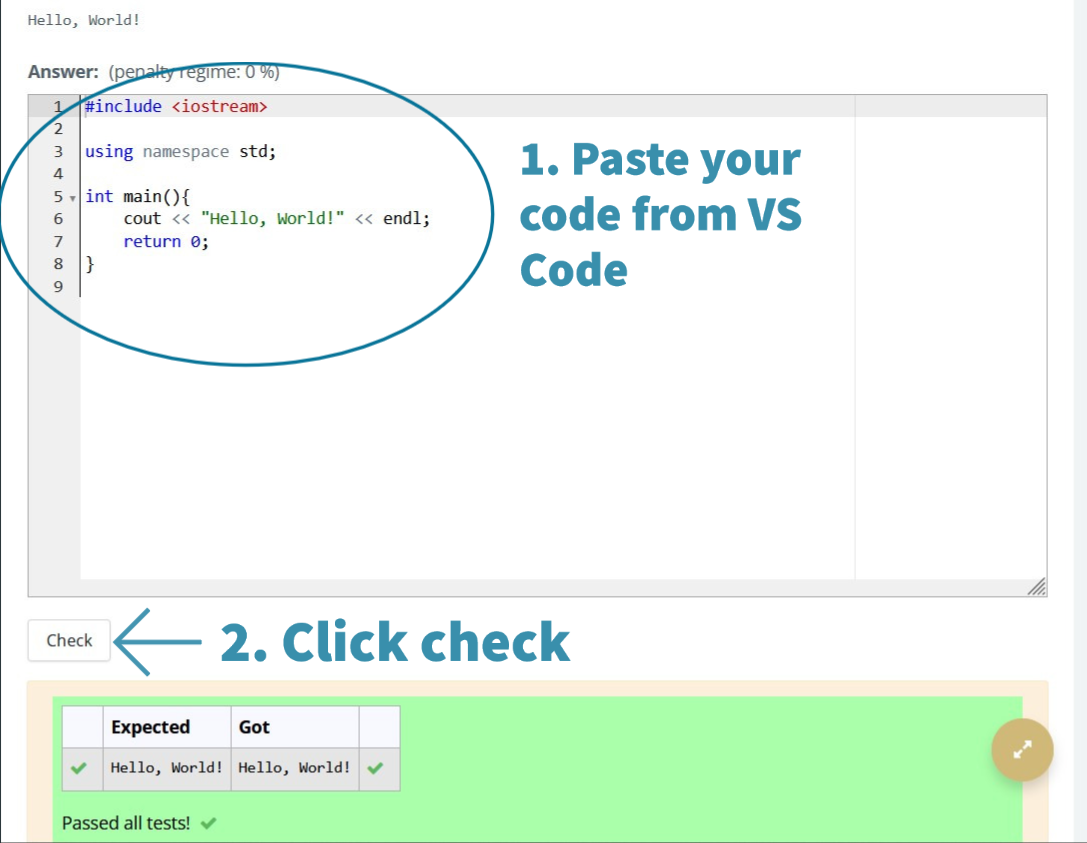 Hello, World!
Answer: (penalty regime: 0 %)
1 #include <iostream>
2
3 using namespace std;
4
5 int main(){
6     cout << "Hello, World!" << endl;
7     return 0;
8 }
9
1. Paste your
code from VS
Code
Check
2. Click check
Expected Got
Hello, World! Hello, World!
Passed all tests!